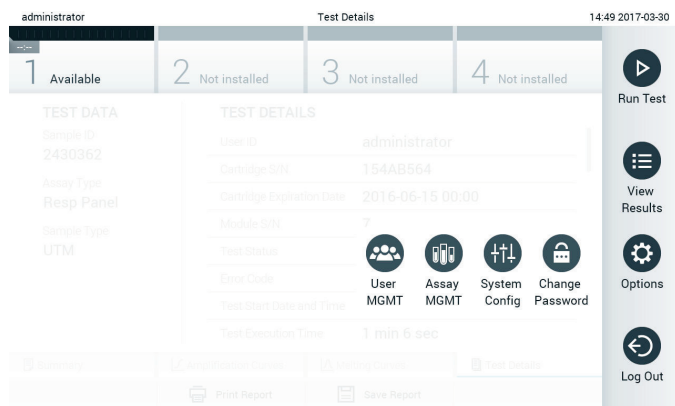 administrator Test Details 14:49 2017-03-30
--:--
1 Available 2 Not installed 3 Not installed 4 Not installed
Run Test
View
Results
Options
Log Out
TEST DATA
Sample ID
2430362
Assay Type
Resp Panel
Sample Type
UTM
TEST DETAILS
User ID administrator
Cartridge S/N 154AB564
Cartridge Expiration Date 2016-06-15 00:00
Module S/N 7
Test Status
Error Code
Test Start Date and Time
Test Execution Time 1 min 6 sec
User
MGMT
Assay
MGMT
System
Config
Change
Password
Summary Test Details
Print Report Save Report